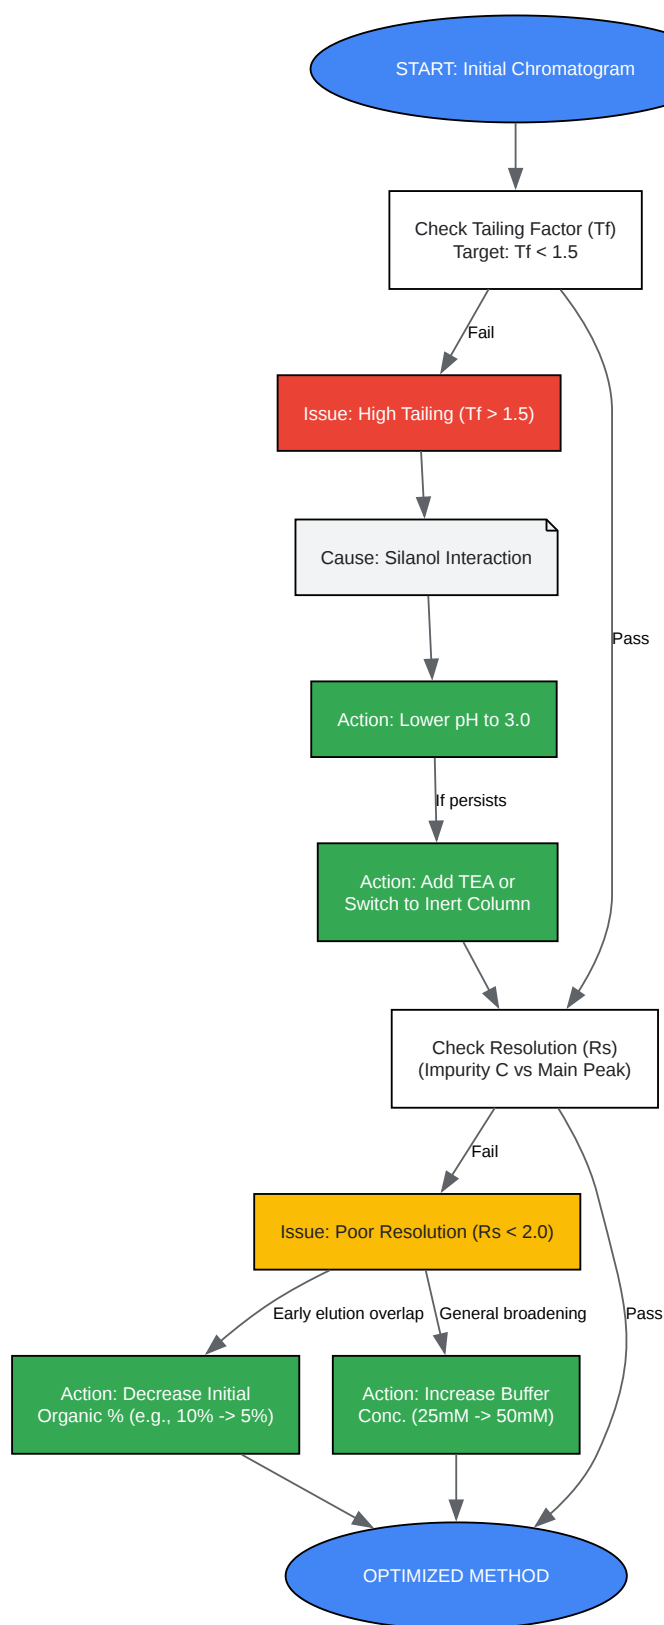 START: Initial Chromatogram
Check Tailing Factor (Tf)
Target: Tf < 1.5
Fail
Issue: High Tailing (Tf > 1.5)
Cause: Silanol Interaction
Pass
Action: Lower pH to 3.0
If persists
Action: Add TEA or
Switch to Inert Column
Check Resolution (Rs)
(Impurity C vs Main Peak)
Fail
Issue: Poor Resolution (Rs < 2.0)
Early elution overlap
General broadening
Pass
Action: Decrease Initial
Organic % (e.g., 10% -> 5%)
Action: Increase Buffer
Conc. (25mM -> 50mM)
OPTIMIZED METHOD